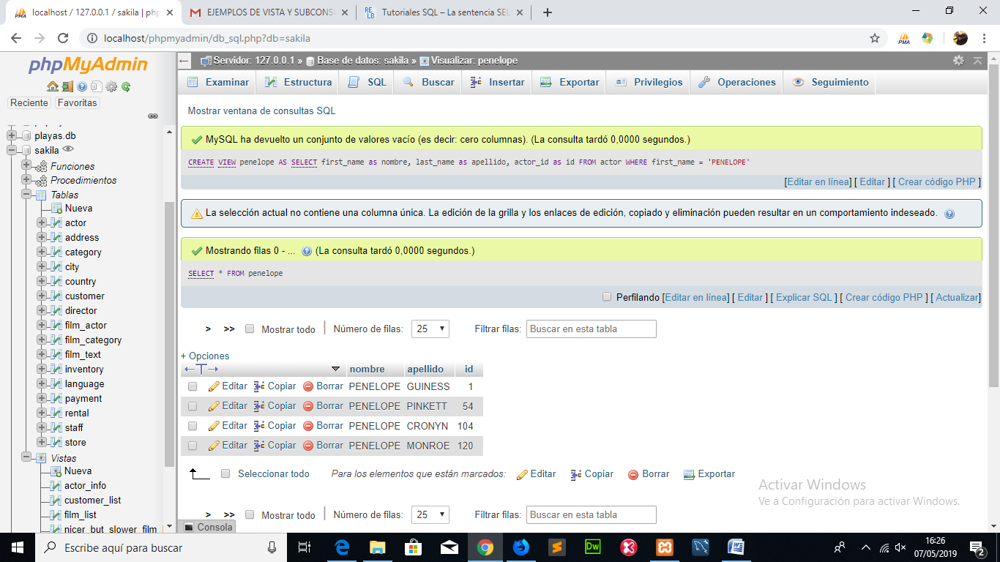 localhost / 127.0.0.1 / sakila | php
EJEMPLOS DE VISTA Y SUBCONS
Tutoriales SQL – La sentencia SEL
localhost/phpmyadmin/db_sql.php?db=sakila
phpMyAdmin
Reciente
Favoritas
playas.db
sakila
Funciones
Procedimientos
Tablas
Nueva
actor
address
category
city
country
customer
director
film_actor
film_category
film_text
inventory
language
payment
rental
staff
store
Vistas
Nueva
actor_info
customer_list
film_list
nicer_but_slower_film
Servidor: 127.0.0.1 » Base de datos: sakila » Visualizar: penelope
Examinar Estructura SQL Buscar Insertar Exportar Privilegios Operaciones Seguimiento
Mostrar ventana de consultas SQL
MySQL ha devuelto un conjunto de valores vacío (es decir: cero columnas). (La consulta tardó 0,0000 segundos.)
CREATE VIEW penelope AS SELECT first_name as nombre, last_name as apellido, actor_id as id FROM actor WHERE first_name = 'PENELOPE'
[Editar en línea] [ Editar ] [ Crear código PHP ]
La selección actual no contiene una columna única. La edición de la grilla y los enlaces de edición, copiado y eliminación pueden resultar en un comportamiento indeseado.
Mostrando filas 0 - ... (La consulta tardó 0,0000 segundos.)
SELECT * FROM penelope
Perfilando [Editar en línea] [ Editar ] [ Explicar SQL ] [ Crear código PHP ] [ Actualizar]
> >> Mostrar todo Número de filas: 25 Filtrar filas: Buscar en esta tabla
+ Opciones
←T→ nombre apellido id
Editar Copiar Borrar PENELOPE GUINESS 1
Editar Copiar Borrar PENELOPE PINKETT 54
Editar Copiar Borrar PENELOPE CRONYN 104
Editar Copiar Borrar PENELOPE MONROE 120
Seleccionar todo Para los elementos que están marcados: Editar Copiar Borrar Exportar
> >> Mostrar todo Número de filas: 25 Filtrar filas: Buscar en esta tabla
Consola
Activar Windows
Ve a Configuración para activar Windows.
Escribe aquí para buscar
Dw
16:26
07/05/2019
2